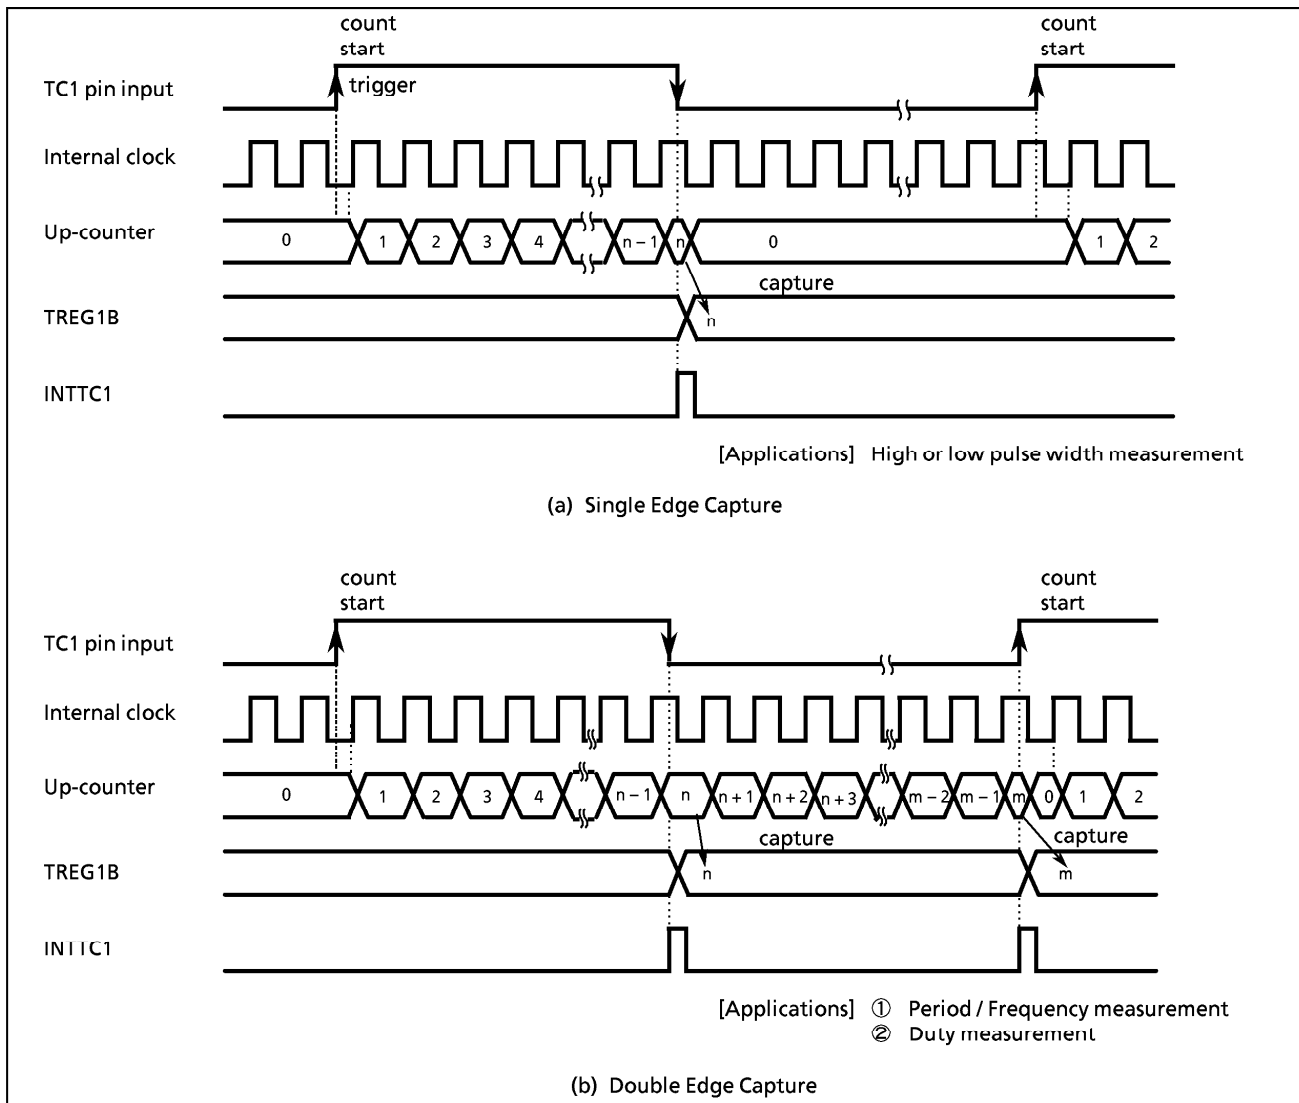 count
start
TC1 pin input
trigger
count
start
Internal clock
Up-counter
0 1 2 3 4 n – 1 n 0 1 2
capture
TREG1B
n
INTTC1
[Applications] High or low pulse width measurement
(a) Single Edge Capture
count
start
count
start
TC1 pin input
Internal clock
Up-counter
0 1 2 3 4 n – 1 n n + 1 n + 2 n + 3 m – 2 m – 1 m 0 1 2
capture
capture
TREG1B
n
m
INTTC1
[Applications] ① Period / Frequency measurement
② Duty measurement
(b) Double Edge Capture